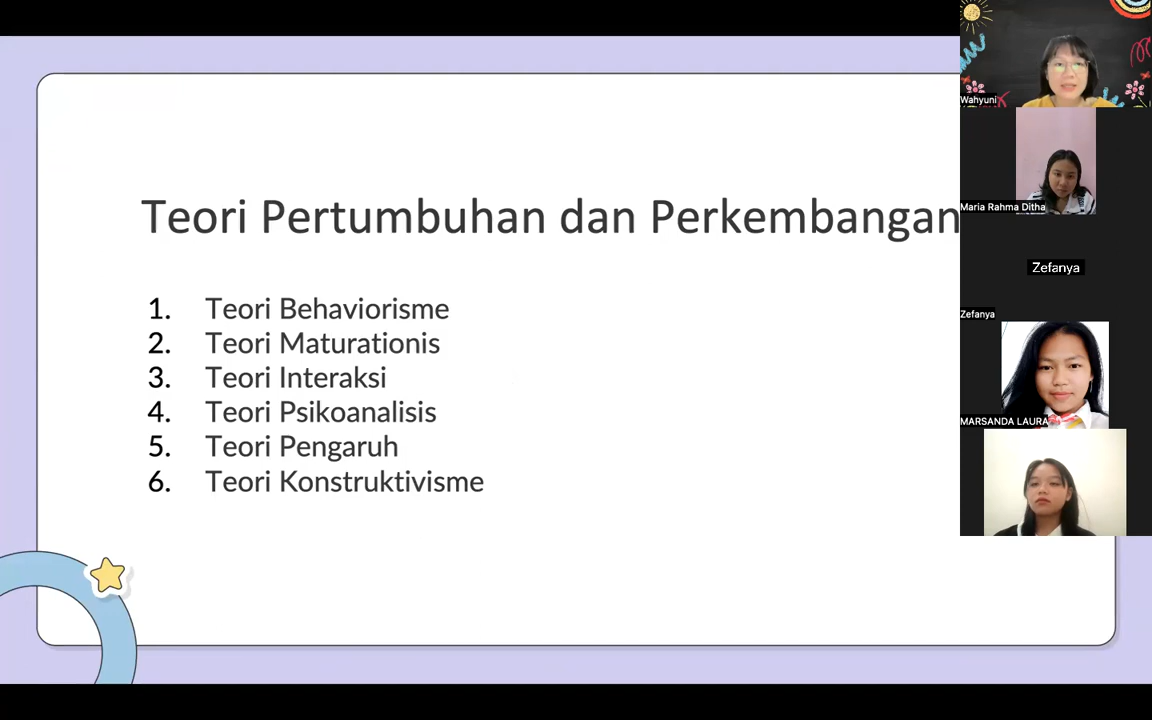 Teori Pertumbuhan dan Perkembangan
1. Teori Behaviorisme
2. Teori Maturationis
3. Teori Interaksi
4. Teori Psikoanalisis
5. Teori Pengaruh
6. Teori Konstruktivisme
Wahyuni
Maria Rahma Ditha
Zefanya
Zefanya
MARSANDA LAURA